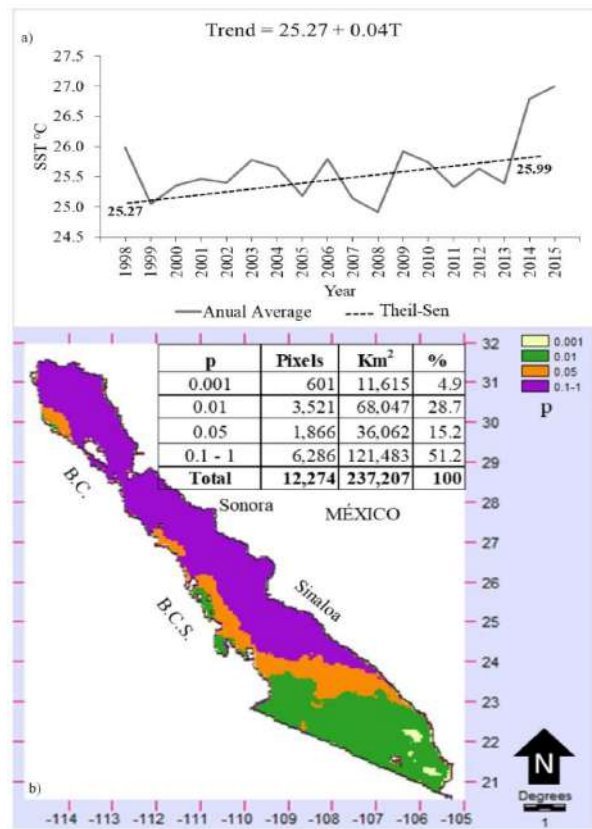 a)
Trend = 25.27 + 0.04T
27.5
27.0
26.5
26.0
25.5
25.0
24.5
SST °C
25.27
25.99
1998
1999
2000
2001
2002
2003
2004
2005
2006
2007
2008
2009
2010
2011
2012
2013
2014
2015
Year
Anual Average
Theil-Sen
0.001
0.01
0.05
0.1-1
p
p Pixels Km² %
0.001 601 11,615 4.9
0.01 3,521 68,047 28.7
0.05 1,866 36,062 15.2
0.1 - 1 6,286 121,483 51.2
Total 12,274 237,207 100
32
31
30
29
28
27
26
25
24
23
22
21
Sonora
MÉXICO
B.C.
Sinaloa
B.C.S.
b)
N
Degrees
1
-114 -113 -112 -111 -110 -109 -108 -107 -106 -105